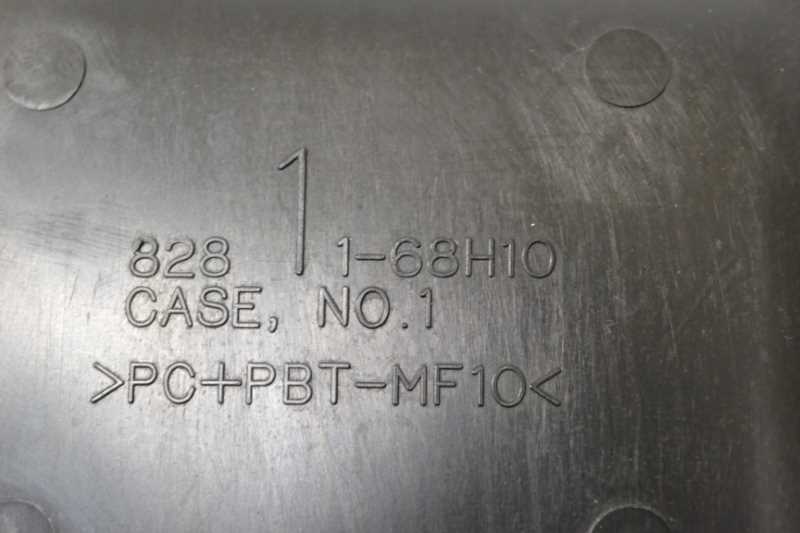 828 1 1-68H10
CASE, NO.1
>PC+PBT-MF10<